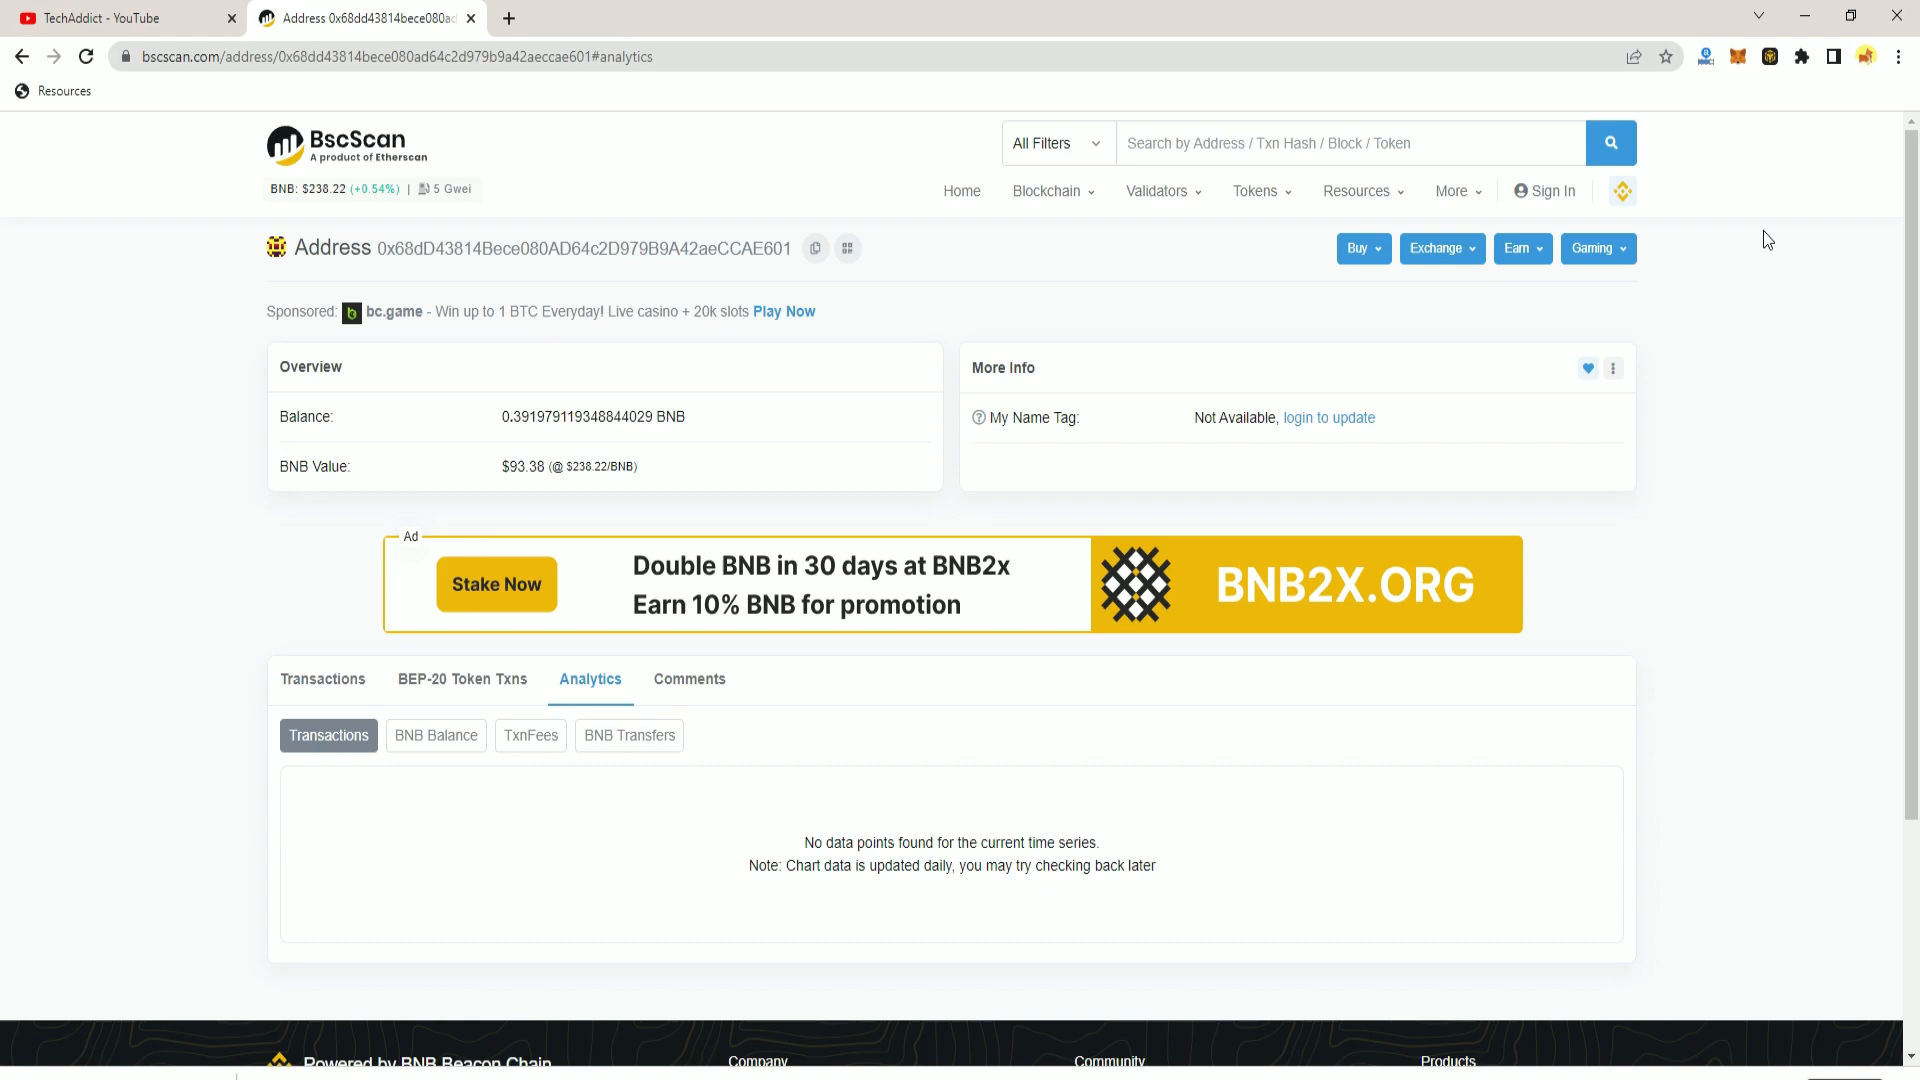 TechAddict - YouTube
Address 0x68dd43814bece080ad
bscscan.com/address/0x68dd43814bece080ad64c2d979b9a42aeccae601#analytics
Resources
BscScan
A product of Etherscan
All Filters
Search by Address / Txn Hash / Block / Token
BNB: $238.22 (+0.54%) | 5 Gwei
Home
Blockchain
Validators
Tokens
Resources
More
Sign In
Address 0x68dD43814Bece080AD64c2D979B9A42aeCCAE601
Buy
Exchange
Earn
Gaming
Sponsored: bc.game - Win up to 1 BTC Everyday! Live casino + 20k slots Play Now
Overview
Balance: 0.391979119348844029 BNB
BNB Value: $93.38 (@ $238.22/BNB)
More Info
My Name Tag: Not Available, login to update
Ad
Stake Now
Double BNB in 30 days at BNB2x
Earn 10% BNB for promotion
BNB2X.ORG
Transactions
BEP-20 Token Txns
Analytics
Comments
Transactions
BNB Balance
TxnFees
BNB Transfers
No data points found for the current time series.
Note: Chart data is updated daily, you may try checking back later
Powered by BNB Beacon Chain
Company
Community
Products